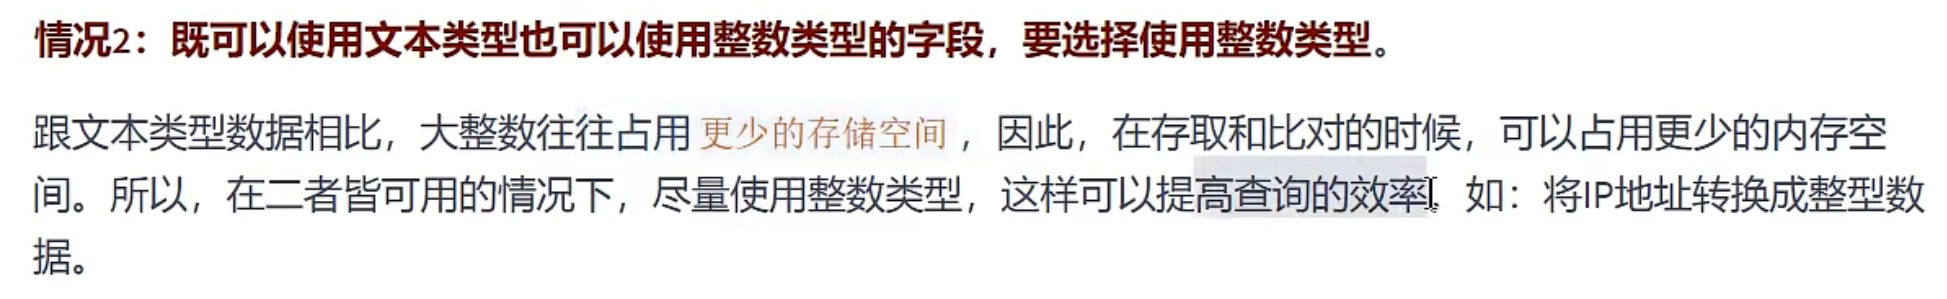 情况2：既可以使用文本类型也可以使用整数类型的字段，要选择使用整数类型。
跟文本类型数据相比，大整数往往占用 更少的存储空间 ，因此，在存取和比对的时候，可以占用更少的内存空
间。所以，在二者皆可用的情况下，尽量使用整数类型，这样可以提高查询的效率。如：将IP地址转换成整型数
据。